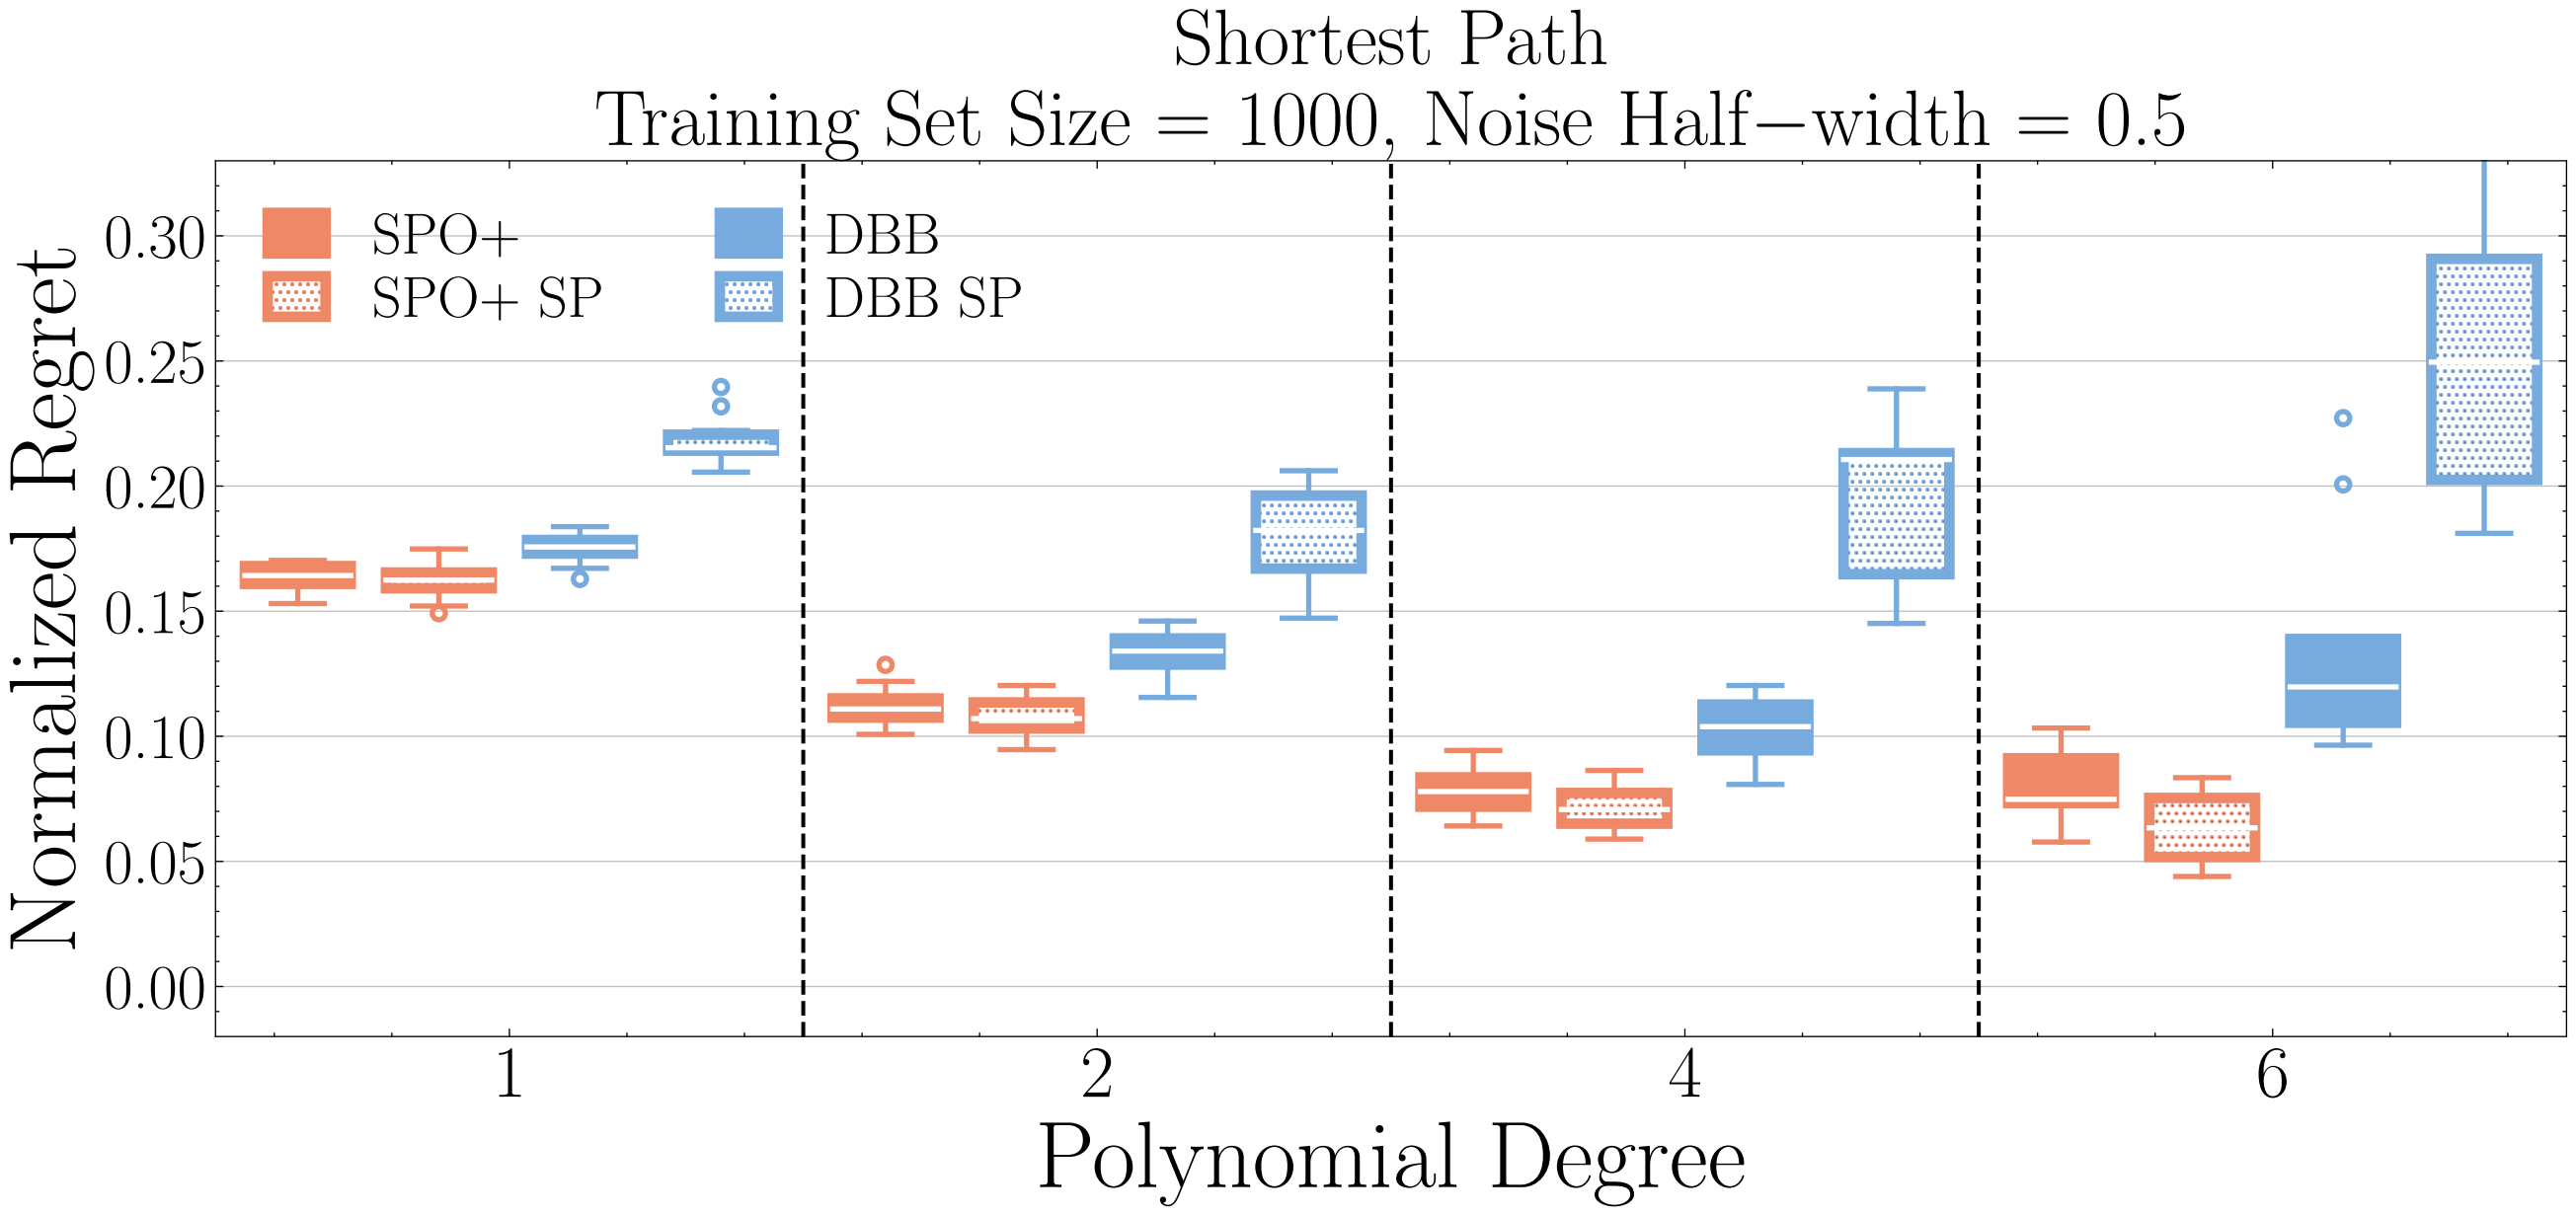 Shortest Path
Training Set Size = 1000, Noise Half−width = 0.5
Normalized Regret
0.30
0.25
0.20
0.15
0.10
0.05
0.00
SPO+
DBB
SPO+ SP
DBB SP
1
2
4
6
Polynomial Degree